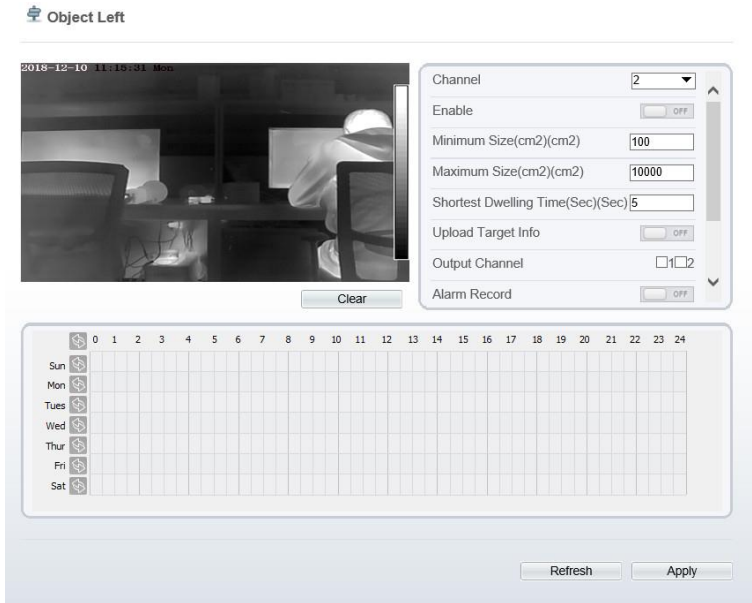 Object Left
2018-12-10 11:15:31 Mon
Channel 2
Enable OFF
Minimum Size(cm2)(cm2) 100
Maximum Size(cm2)(cm2) 10000
Shortest Dwelling Time(Sec)(Sec) 5
Upload Target Info OFF
Output Channel 1 2
Alarm Record OFF
Clear
0 1 2 3 4 5 6 7 8 9 10 11 12 13 14 15 16 17 18 19 20 21 22 23 24
Sun
Mon
Tues
Wed
Thur
Fri
Sat
Refresh Apply